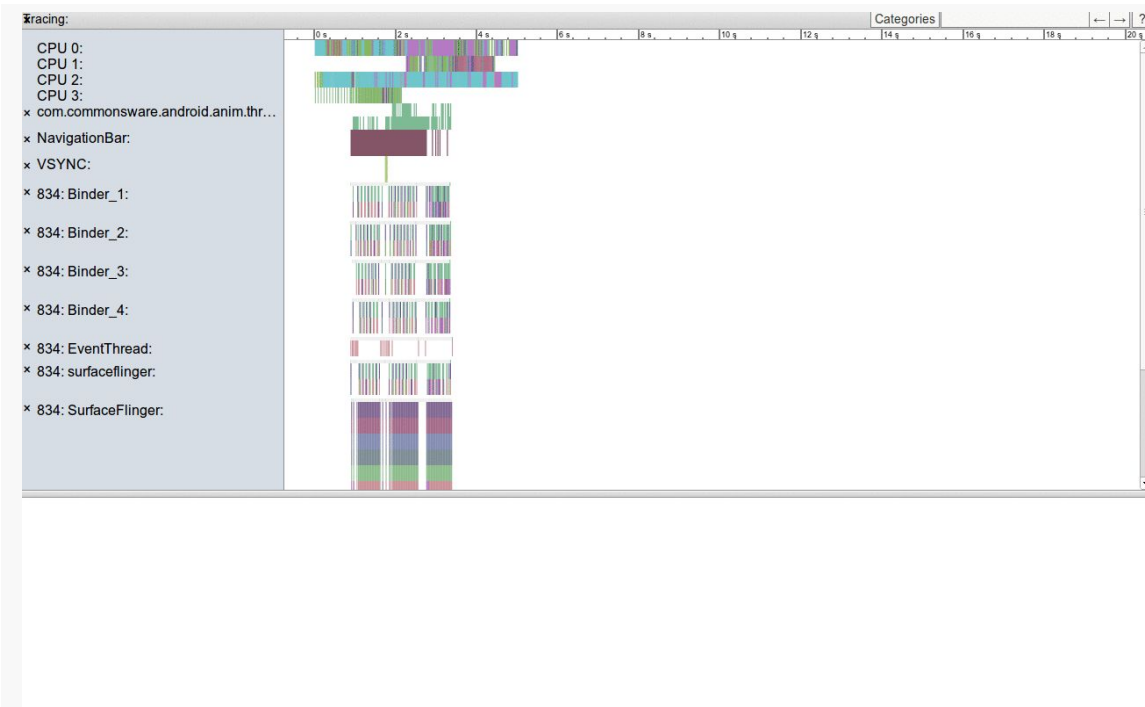 Tracing:
Categories
← → ?
0 s 2 s 4 s 6 s 8 s 10 s 12 s 14 s 16 s 18 s 20 s
CPU 0:
CPU 1:
CPU 2:
CPU 3:
× com.commonsware.android.anim.thr...
× NavigationBar:
× VSYNC:
× 834: Binder_1:
× 834: Binder_2:
× 834: Binder_3:
× 834: Binder_4:
× 834: EventThread:
× 834: surfaceflinger:
× 834: SurfaceFlinger: